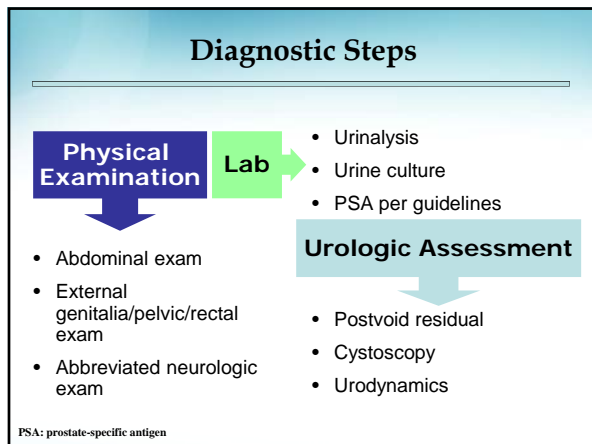 Diagnostic Steps
Physical
Examination
• Abdominal exam
• External
genitalia/pelvic/rectal
exam
• Abbreviated neurologic
exam
Lab
• Urinalysis
• Urine culture
• PSA per guidelines
Urologic Assessment
• Postvoid residual
• Cystoscopy
• Urodynamics
PSA: prostate-specific antigen